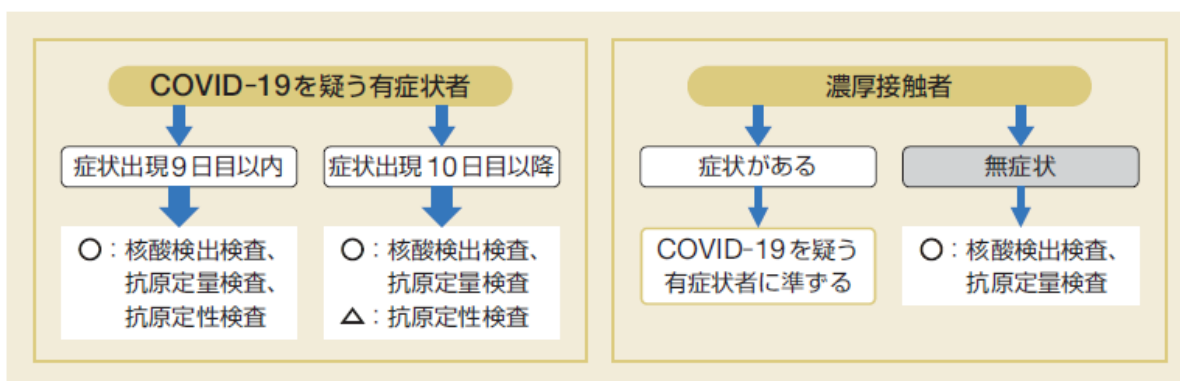 COVID-19を疑う有症状者
症状出現9日目以内
○：核酸検出検査、
抗原定量検査、
抗原定性検査
症状出現10日目以降
○：核酸検出検査、
抗原定量検査
△：抗原定性検査
濃厚接触者
症状がある
COVID-19を疑う
有症状者に準ずる
無症状
○：核酸検出検査、
抗原定量検査